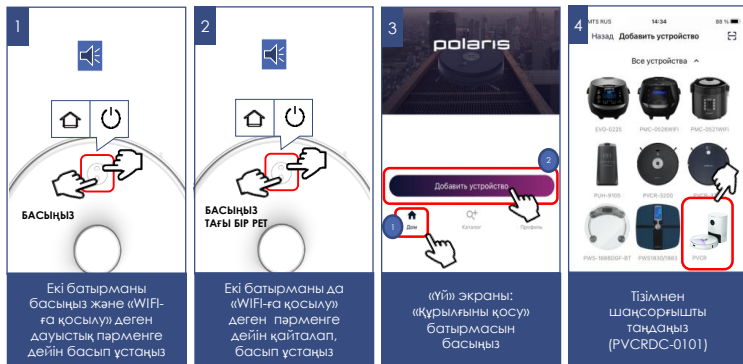 1
БАСЫҢЫЗ
Екі батырманы
басыңыз және «WIFI-
ға қосылу» деген
дауыстық пәрменге
дейін басып ұстаңыз
2
БАСЫҢЫЗ
ТАҒЫ БІР РЕТ
Екі батырманы да
«WIFI-ға қосылу»
деген пәрменге
дейін қайталап,
басып ұстаңыз
3
polaris
2
Добавить устройство
1
Дом
Каталог
Профиль
«Үй» экраны:
«Құрылғыны қосу»
батырмасын
басыңыз
4
MTS RUS 14:34 88 %
Назад Добавить устройство
Все устройства
EVO-0225 PMC-0526WIFI PMC-0521WIFI
PUH-9105 PVCR-3200
PWS-1888DGF-BT PWS1830/1883 PVCR
Тізімнен
шаңсорғышты
таңдаңыз
(PVCRDC-0101)